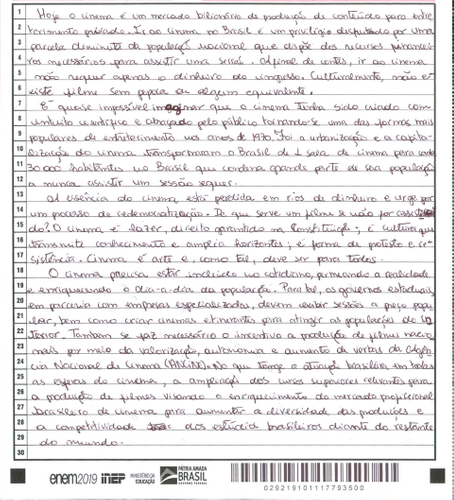 1 Hoje o cinema é um mercado bilionário de produção de conteúdo para entre
2 tenimento privado. Ir ao cinema no Brasil é um privilégio desfrutado por uma
3 parcela diminuta da população nacional que dispõe dos recursos financei-
4 ros necessários para assistir uma sessão. Afinal de contas, ir ao cinema
5 não requer apenas o dinheiro do ingresso. Culturalmente, não e-
6 xiste filme sem pipoca ou algum equivalente.
7 É quase impossível imaginar que o cinema tenha sido criado com
8 intuito científico e abraçado pelo público tornando-se uma das formas mais
9 populares de entretenimento nos anos de 1970. Foi a urbanização e a capita-
10 lização do cinema transformaram o Brasil de 1 sala de cinema para cada
11 30.000 habitantes no Brasil que condena grande parte de sua população
12 a nunca assistir um sessão sequer.
13 A essência do cinema está perdida em rios de dinheiro e urge por
14 um processo de redemocratização. De que serve um filme se não for assisti
15 do? O cinema é lazer, direito garantido na Constituição; é cultura que
16 transmite conhecimento e amplia horizontes; é forma de protesto e re-
17 sistência. Cinema é arte e, como tal, deve ser para todos.
18 O cinema precisa estar incluído no cotidiano, permeando a realidade
19 e enriquecendo o dia-a-dia da população. Para tal, os governos estaduais,
20 em parceria com empresas especializadas, devem exibir sessões a preço popu
21 lar, bem como criar cinemas itinerantes para atingir as populações do in
22 terior. Também se faz necessário o incentivo a produção de filmes nacio
23 nais por meio da valorização, autonomia e aumento de verbas da Agên
24 cia Nacional de Cinema (ANCINE) que tange a atuação brasileira em todas
25 as esferas do cinema, a ampliação dos cursos superiores relevantes para
26 a produção de filmes visando o enriquecimento do mercado profissional
27 brasileiro de cinema para aumentar a diversidade das produções e
28 a competitividade dos estúdios brasileiros diante do restante
29 do mundo.
30
enem2019 inep MINISTÉRIO DA EDUCAÇÃO PÁTRIA AMADA BRASIL GOVERNO FEDERAL
029219101117793500